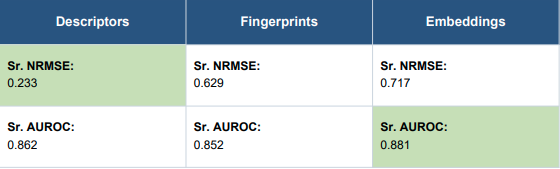 Descriptors Fingerprints Embeddings
Sr. NRMSE: Sr. NRMSE: Sr. NRMSE:
0.233 0.629 0.717
Sr. AUROC: Sr. AUROC: Sr. AUROC:
0.862 0.852 0.881